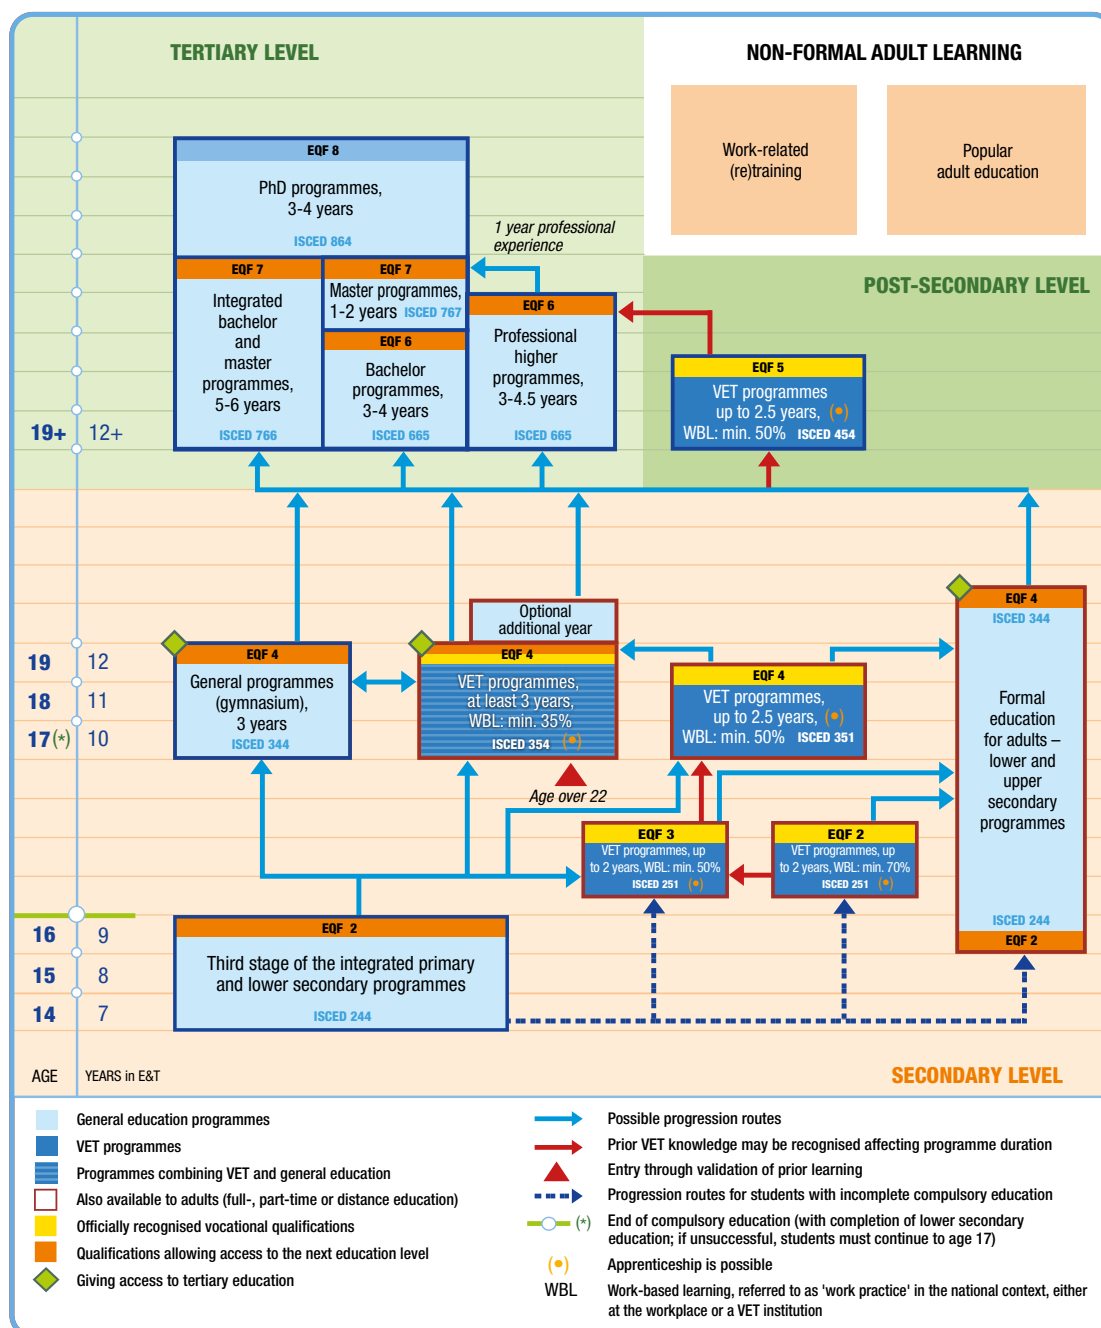 TERTIARY LEVEL
NON-FORMAL ADULT LEARNING
Work-related
(re)training
Popular
adult education
EQF 8
PhD programmes,
3-4 years
ISCED 864
1 year professional
experience
EQF 7
Integrated
bachelor
and
master
programmes,
5-6 years
ISCED 766
EQF 7
Master programmes,
1-2 years ISCED 767
EQF 6
Bachelor
programmes,
3-4 years
ISCED 665
EQF 6
Professional
higher
programmes,
3-4.5 years
ISCED 665
POST-SECONDARY LEVEL
EQF 5
VET programmes
up to 2.5 years, (•)
WBL: min. 50% ISCED 454
19+ 12+
Optional
additional year
EQF 4
General programmes
(gymnasium),
3 years
ISCED 344
EQF 4
VET programmes,
at least 3 years,
WBL: min. 35%
ISCED 354 (•)
Age over 22
EQF 4
VET programmes,
up to 2.5 years, (•)
WBL: min. 50% ISCED 351
EQF 4
ISCED 344
Formal
education
for adults –
lower and
upper
secondary
programmes
ISCED 244
EQF 2
19 12
18 11
17(*) 10
EQF 3
VET programmes, up
to 2 years, WBL: min. 50%
ISCED 251 (•)
EQF 2
VET programmes, up
to 2 years, WBL: min. 70%
ISCED 251 (•)
EQF 2
Third stage of the integrated primary
and lower secondary programmes
ISCED 244
16 9
15 8
14 7
AGE YEARS in E&T
SECONDARY LEVEL
General education programmes
VET programmes
Programmes combining VET and general education
Also available to adults (full-, part-time or distance education)
Officially recognised vocational qualifications
Qualifications allowing access to the next education level
Giving access to tertiary education
Possible progression routes
Prior VET knowledge may be recognised affecting programme duration
Entry through validation of prior learning
Progression routes for students with incomplete compulsory education
(*) End of compulsory education (with completion of lower secondary
education; if unsuccessful, students must continue to age 17)
(•) Apprenticeship is possible
WBL Work-based learning, referred to as 'work practice' in the national context, either
at the workplace or a VET institution